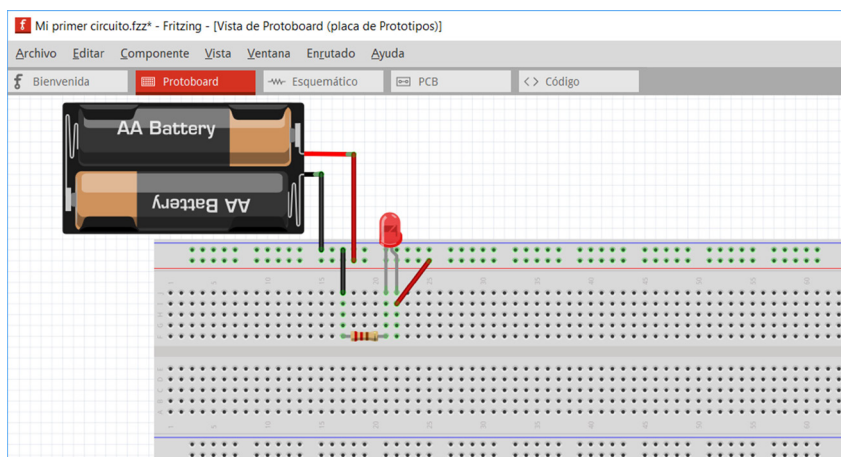 Mi primer circuito.fzz* - Fritzing - [Vista de Protoboard (placa de Prototipos)]
Archivo Editar Componente Vista Ventana Enrutado Ayuda
Bienvenida Protoboard Esquemático PCB Código
AA Battery
AA Battery